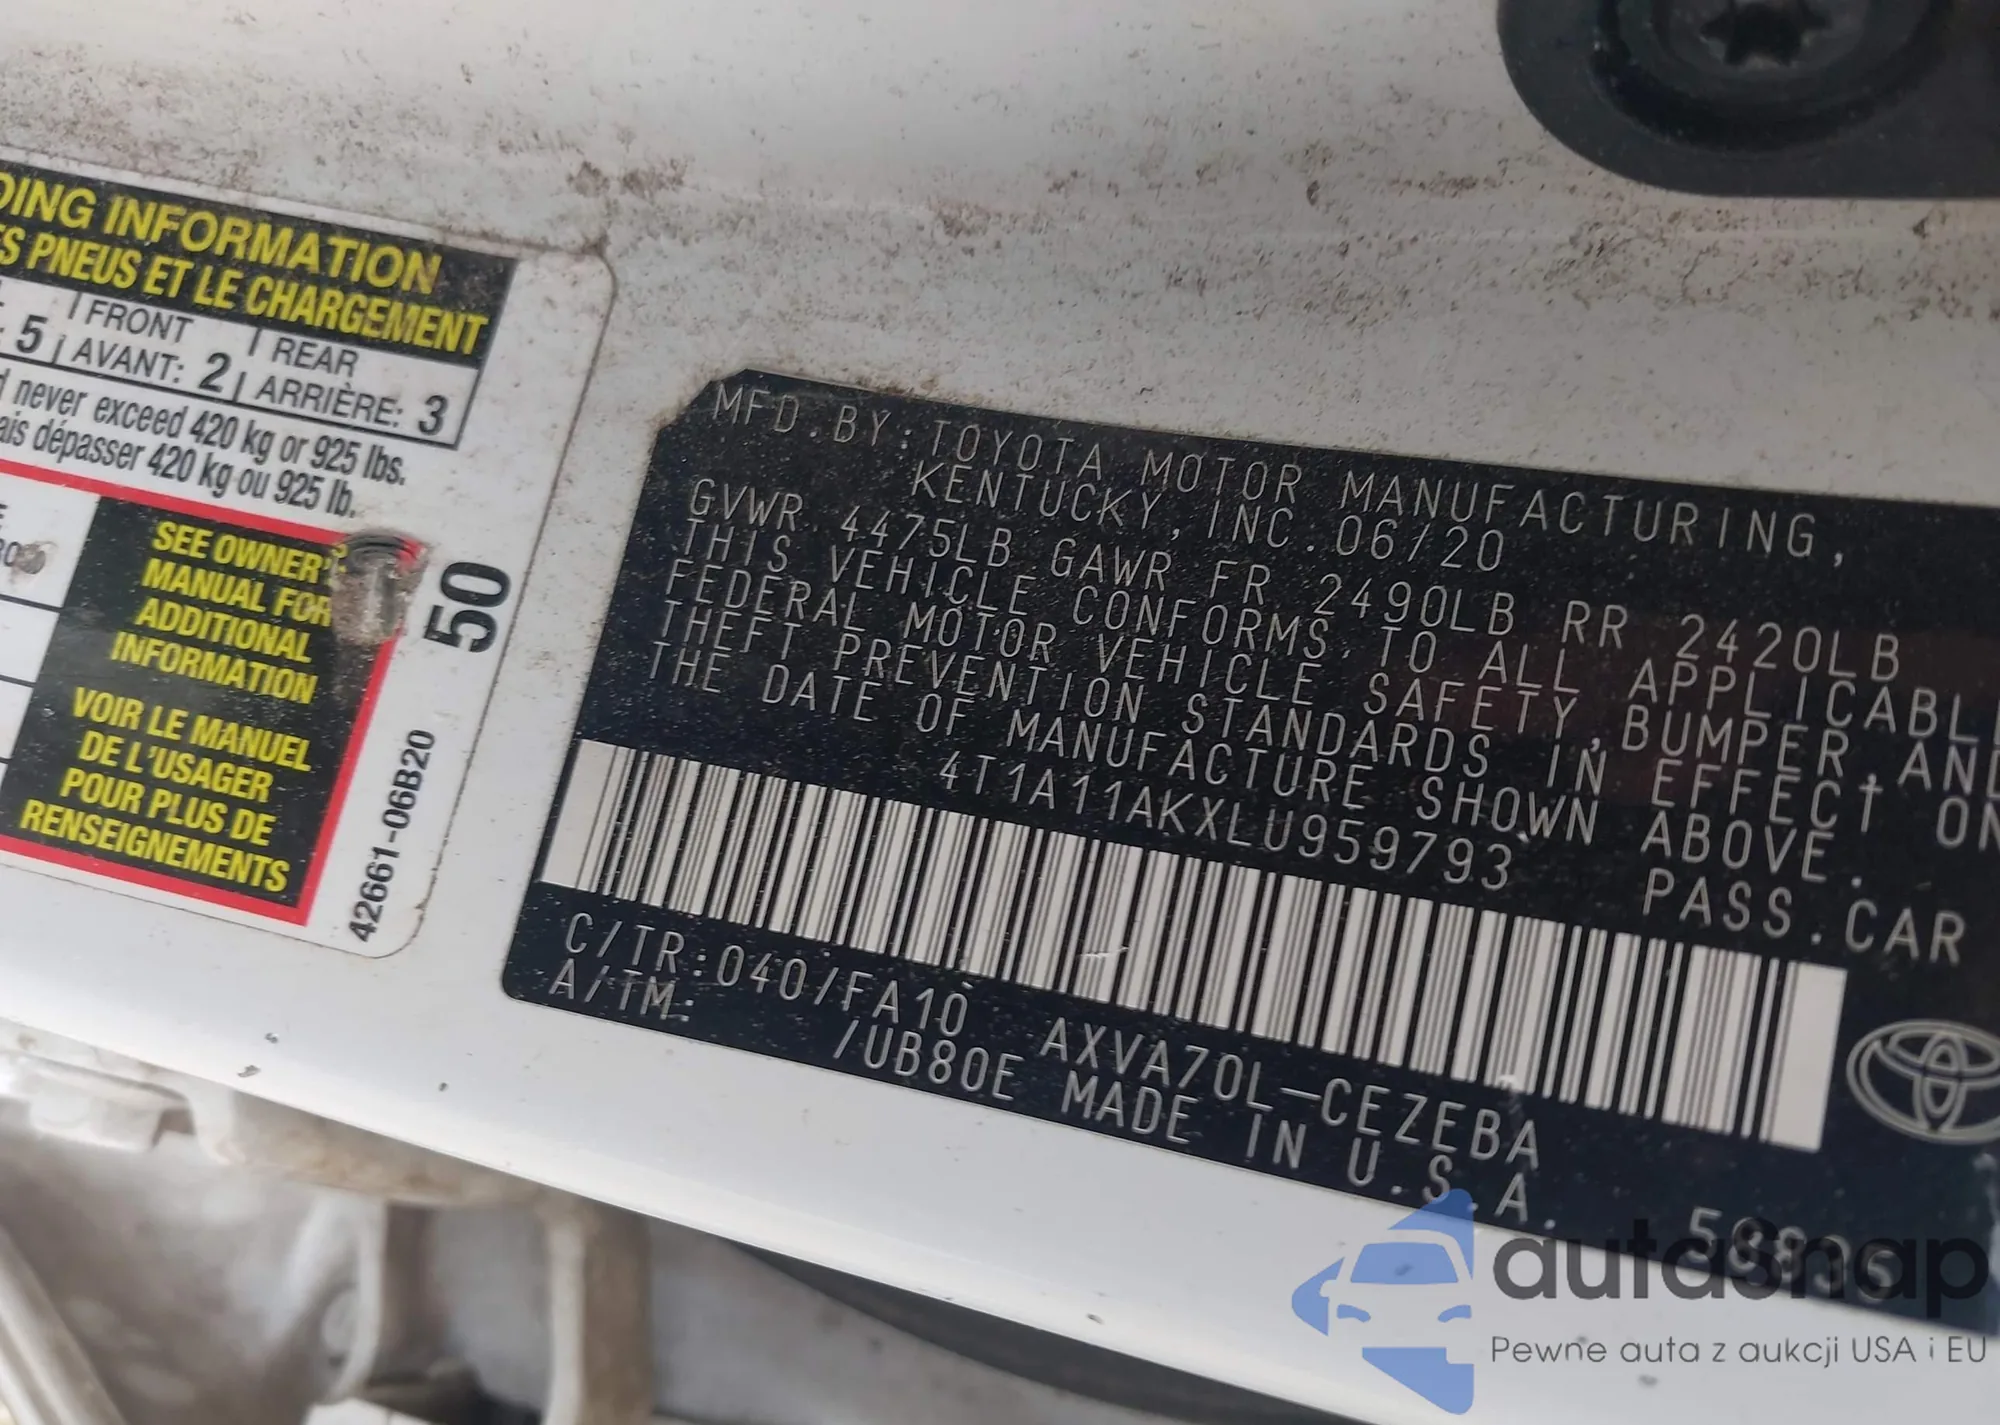 DING INFORMATION
ES PNEUS ET LE CHARGEMENT
FRONT REAR
5 AVANT: 2 ARRIÈRE: 3
never exceed 420 kg or 925 lbs.
ais dépasser 420 kg ou 925 lb.
SEE OWNER'S
MANUAL FOR
ADDITIONAL
INFORMATION
VOIR LE MANUEL
DE L'USAGER
POUR PLUS DE
RENSEIGNEMENTS
50
42661-06B20
MFD.BY:TOYOTA MOTOR MANUFACTURING,
KENTUCKY, INC. 06/20
GVWR 4475LB GAWR FR 2490LB RR 2420LB
THIS VEHICLE CONFORMS TO ALL APPLICABL
FEDERAL MOTOR VEHICLE SAFETY,BUMPER,AND
THEFT PREVENTION STANDARDS IN EFFECT ON
THE DATE OF MANUFACTURE SHOWN ABOVE.
4T1A11AKXLU959793 PASS.CAR
C/TR:040/FA10 AXVA70L-CEZEBA
A/TM: /UB80E MADE IN U.S.A.
58835
autasnap
Pewne auta z aukcji USA i EU